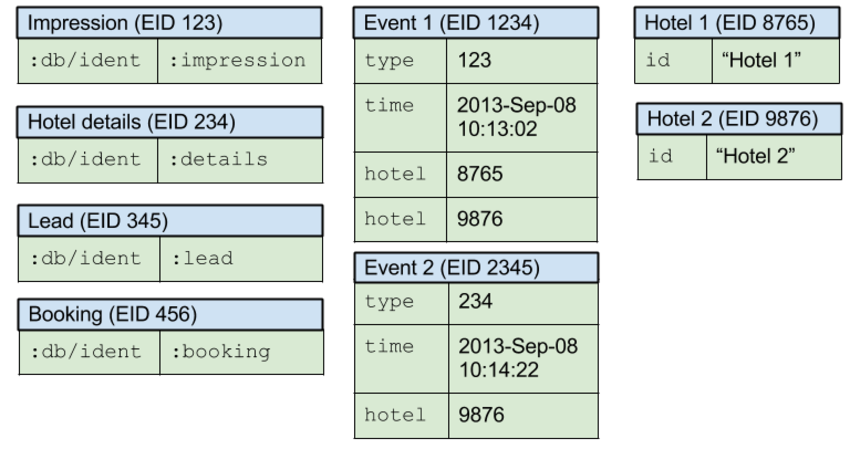 Impression (EID 123)
:db/ident :impression
Hotel details (EID 234)
:db/ident :details
Lead (EID 345)
:db/ident :lead
Booking (EID 456)
:db/ident :booking
Event 1 (EID 1234)
type 123
time 2013-Sep-08
10:13:02
hotel 8765
hotel 9876
Event 2 (EID 2345)
type 234
time 2013-Sep-08
10:14:22
hotel 9876
Hotel 1 (EID 8765)
id “Hotel 1”
Hotel 2 (EID 9876)
id “Hotel 2”